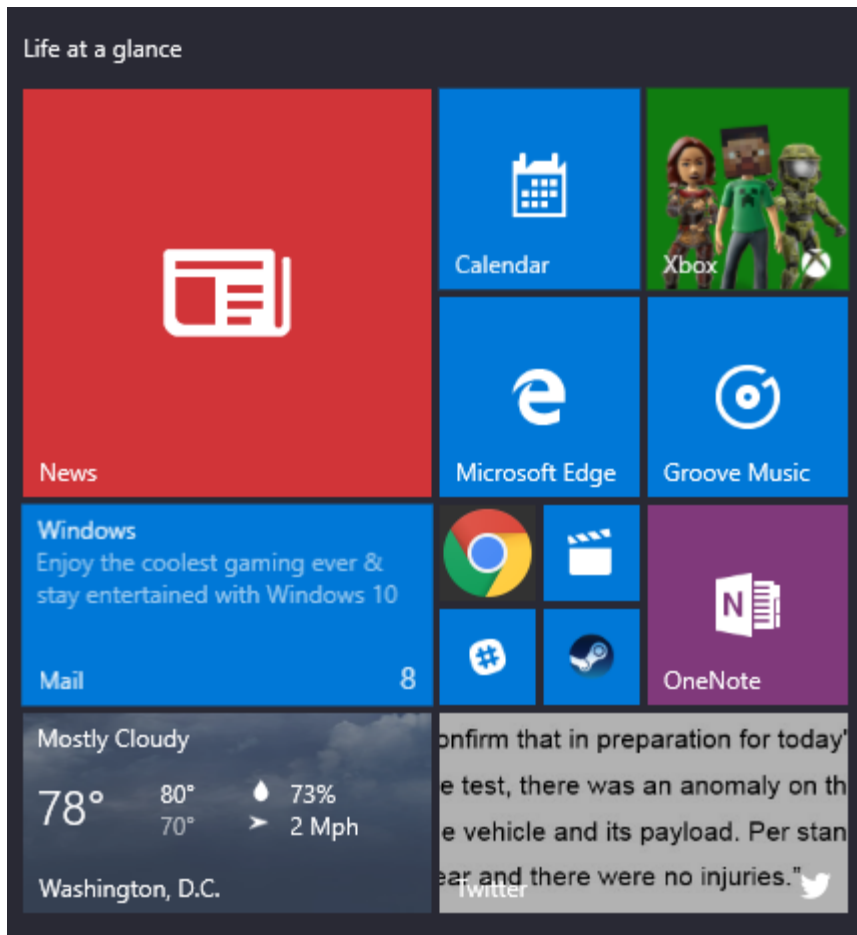 Life at a glance
News
Calendar
Xbox
Microsoft Edge
Groove Music
Windows
Enjoy the coolest gaming ever &
stay entertained with Windows 10
Mail 8
N
OneNote
Mostly Cloudy
78° 80° 73%
70° 2 Mph
Washington, D.C.
onfirm that in preparation for today'
e test, there was an anomaly on th
e vehicle and its payload. Per stan
ear and there were no injuries."
Twitter